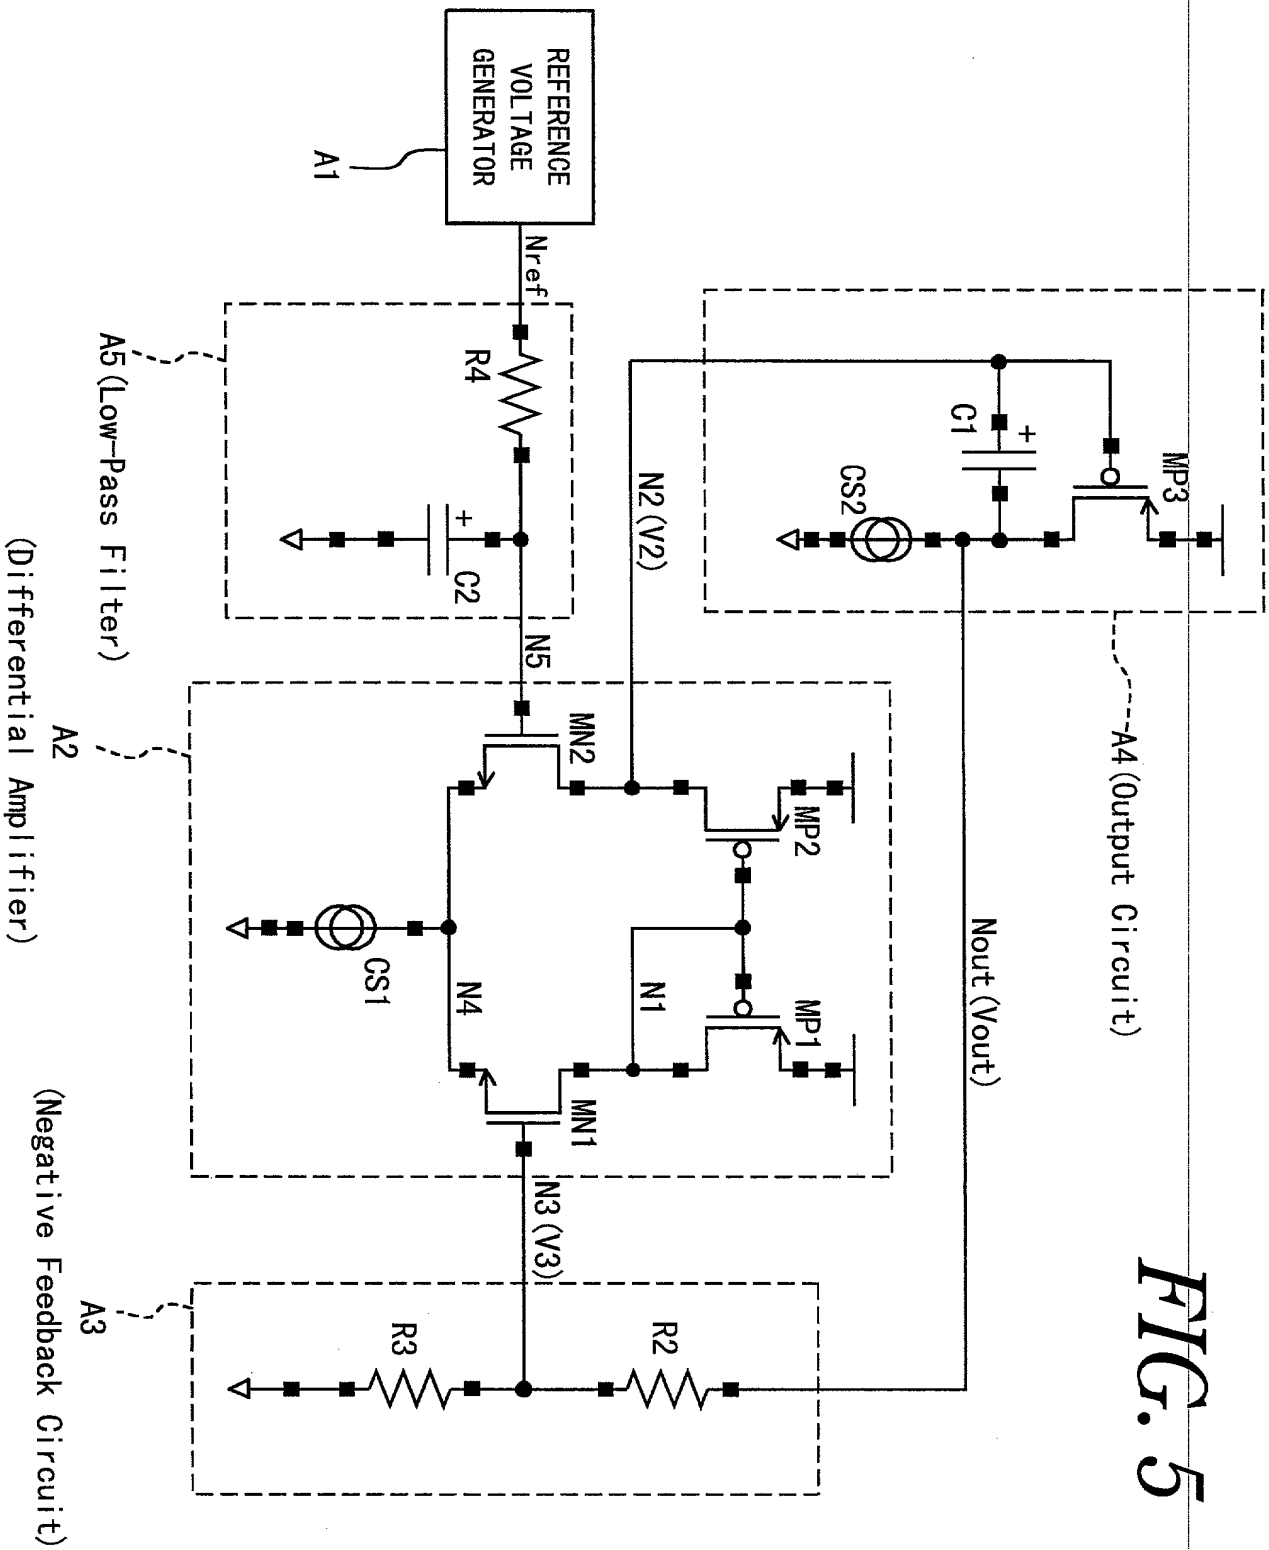 FIG. 5
A4(Output Circuit)
MP3
C1
+
CS2
N2(V2)
Nout(Vout)
REFERENCE
VOLTAGE
GENERATOR
A1
Nref
R4
C2
+
A5(Low-Pass Filter)
N5
MN2
MP2
MP1
N1
MN1
N4
CS1
A2
(Differential Amplifier)
N3(V3)
R2
R3
A3
(Negative Feedback Circuit)